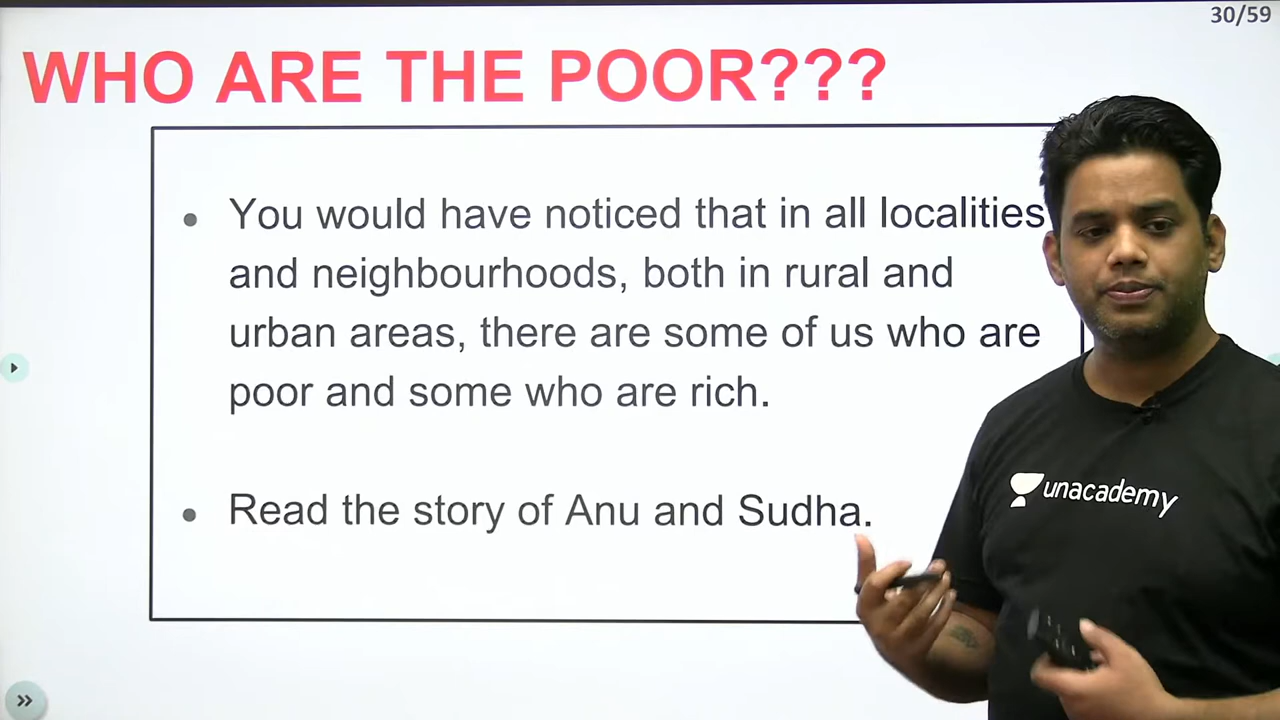 30/59
WHO ARE THE POOR???
• You would have noticed that in all localities
and neighbourhoods, both in rural and
urban areas, there are some of us who are
poor and some who are rich.
• Read the story of Anu and Sudha.
unacademy